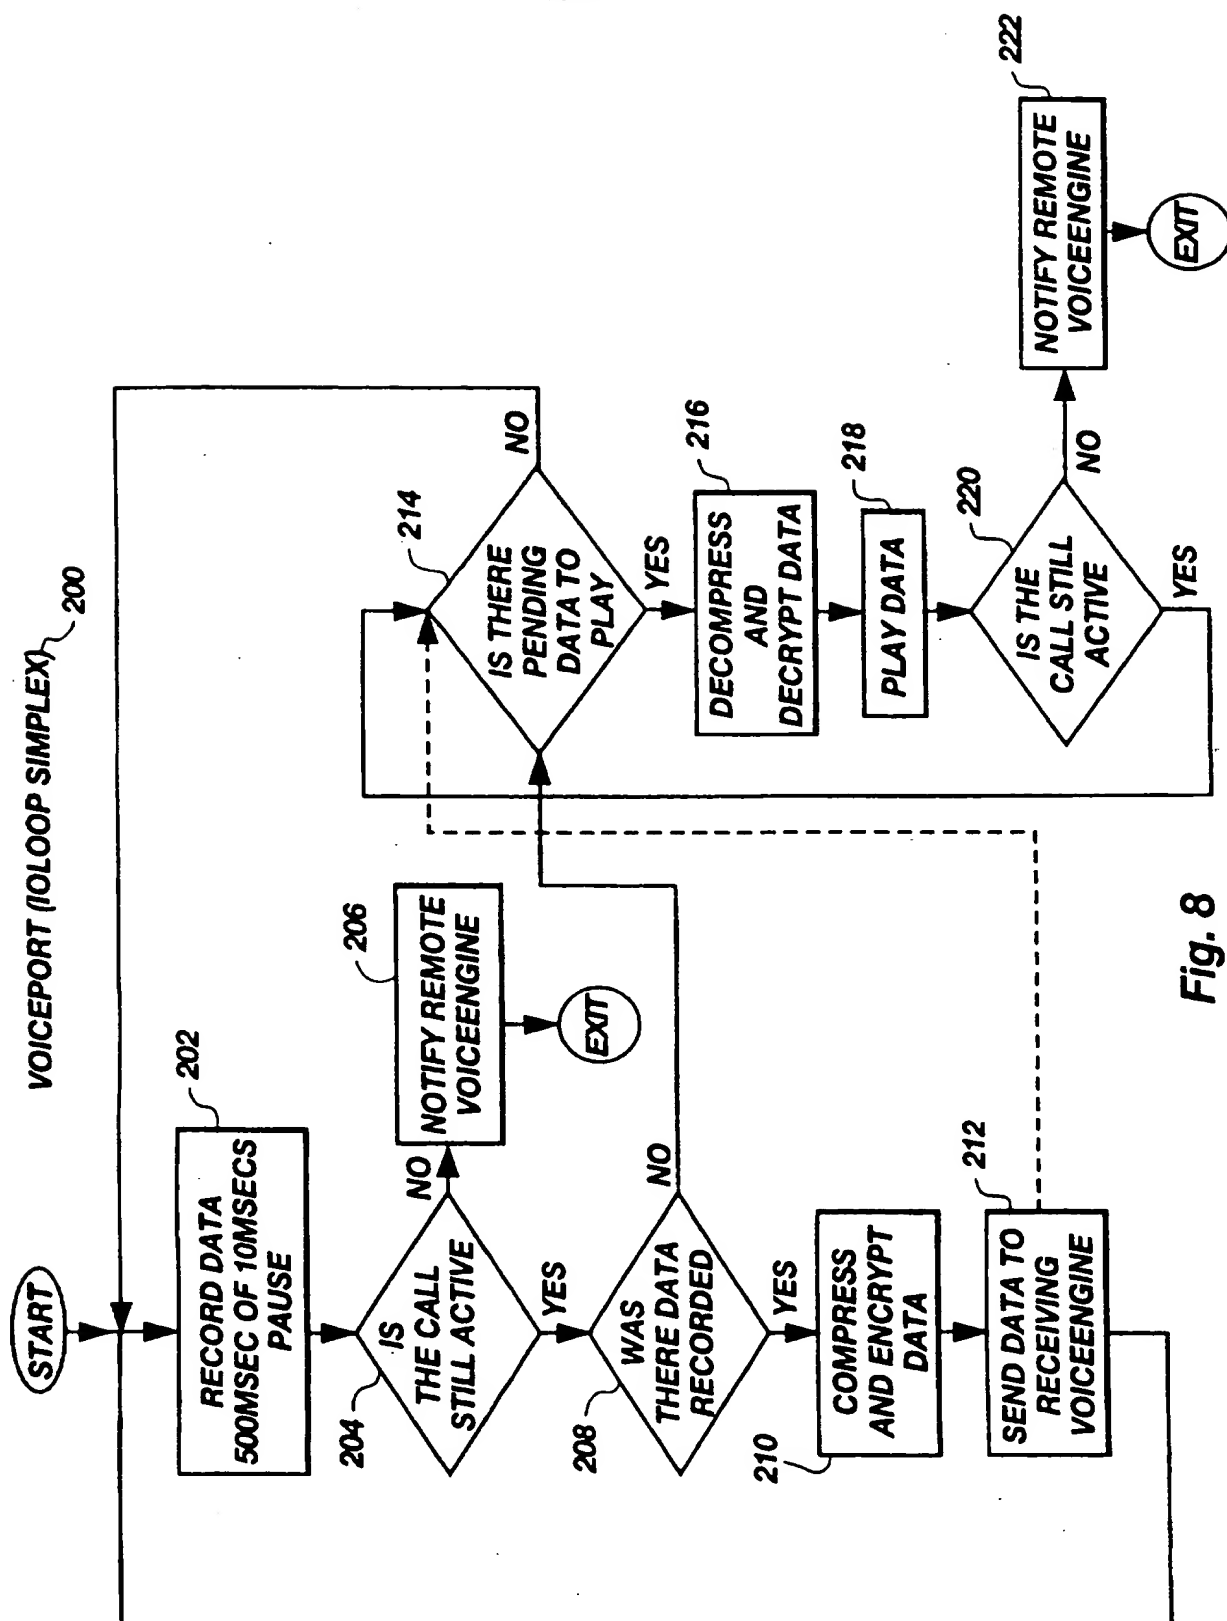 VOICEPORT (IOLOOP SIMPLEX)
200
START
202
RECORD DATA
500MSEC OF 10MSECS
PAUSE
204
IS
THE CALL
STILL ACTIVE
NO
206
NOTIFY REMOTE
VOICEENGINE
EXIT
YES
208
WAS
THERE DATA
RECORDED
NO
YES
210
COMPRESS
AND ENCRYPT
DATA
212
SEND DATA TO
RECEIVING
VOICEENGINE
214
IS THERE
PENDING
DATA TO
PLAY
NO
YES
216
DECOMPRESS
AND
DECRYPT DATA
218
PLAY DATA
220
IS THE
CALL STILL
ACTIVE
NO
YES
222
NOTIFY REMOTE
VOICEENGINE
EXIT
Fig. 8